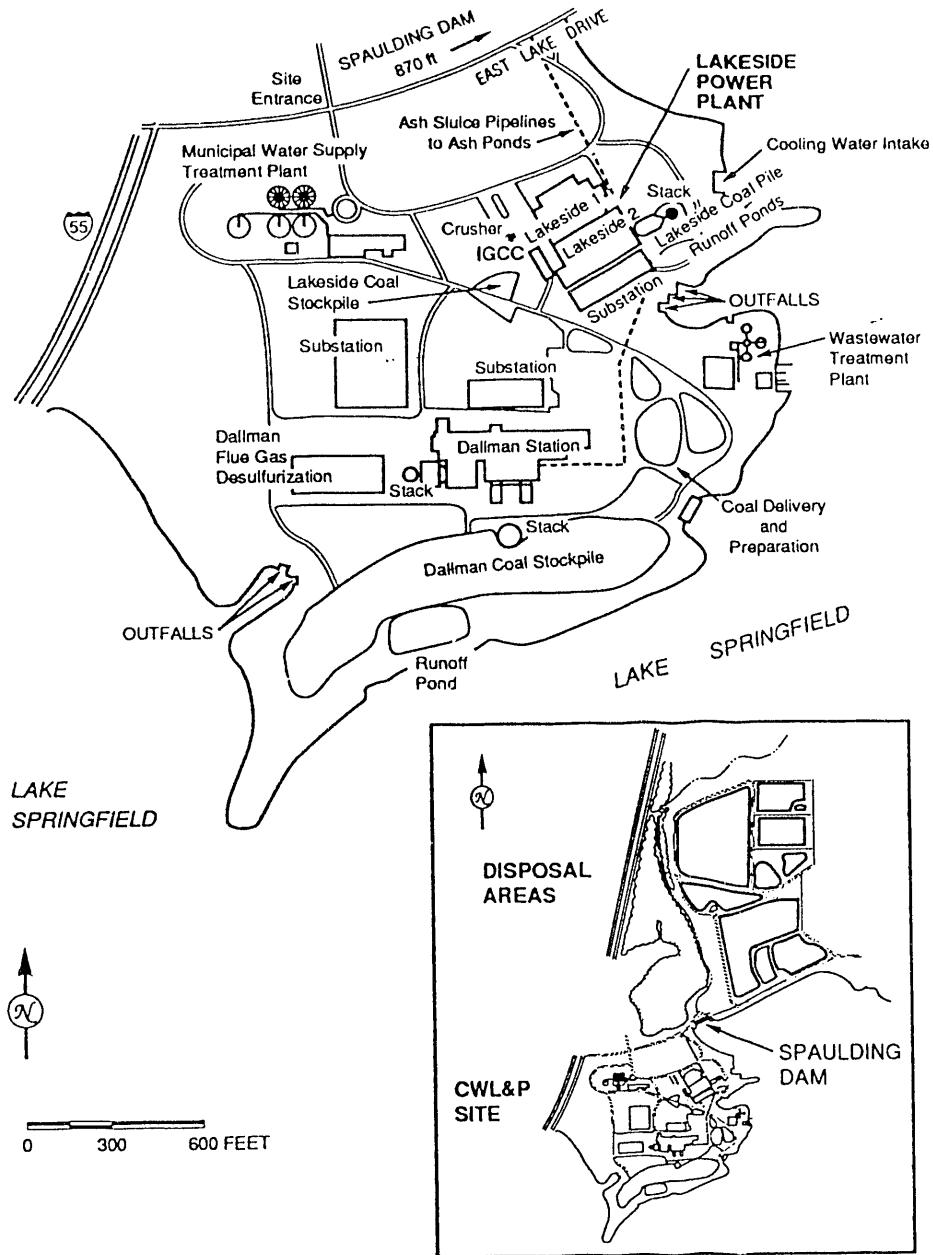 SPAULDING DAM
870 ft
EAST LAKE DRIVE
LAKESIDE
POWER
PLANT
Site
Entrance
Ash Sluice Pipelines
to Ash Ponds
Cooling Water Intake
Municipal Water Supply
Treatment Plant
55
Stack
Crusher
Lakeside 1
Lakeside 2
Lakeside Coal Pile
Runoff Ponds
IGCC
Lakeside Coal
Stockpile
Substation
OUTFALLS
Substation
Substation
Wastewater
Treatment
Plant
Dallman
Flue Gas
Desulfurization
Dallman Station
Stack
Coal Delivery
and
Preparation
Stack
Dallman Coal Stockpile
OUTFALLS
Runoff
Pond
LAKE SPRINGFIELD
LAKE
SPRINGFIELD
N
0 300 600 FEET
N
DISPOSAL
AREAS
SPAULDING
DAM
CWL&P
SITE